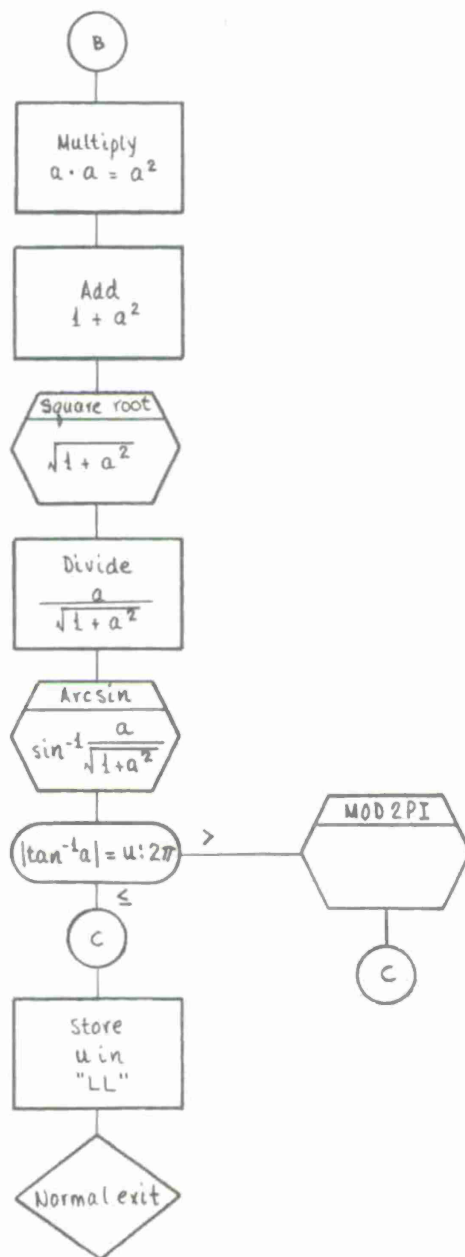 B
Multiply
a · a = a²
Add
1 + a²
Square root
√1 + a²
Divide
a
√1 + a²
Arcsin
sin⁻¹ a
√1+a²
|tan⁻¹a| = u:2π
>
MOD 2PI
≤
C
C
Store
u in
"LL"
Normal exit